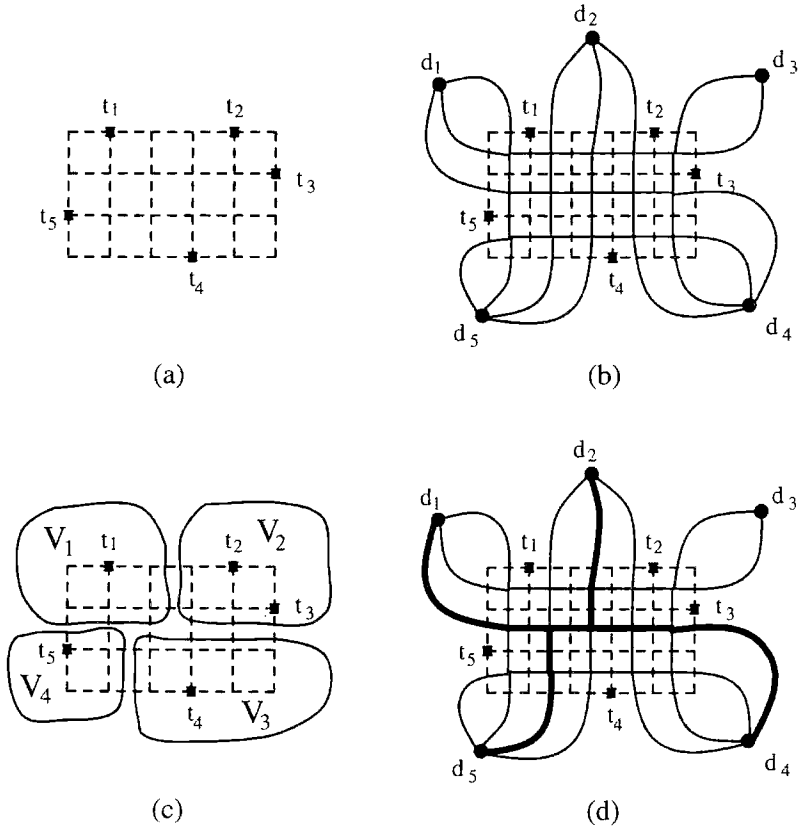 t1 t2
t3
t5
t4
(a)
d2
d1 d3
t1 t2
t3
t5
t4
d5 d4
(b)
V1 t1 t2 V2
t3
t5
V4 t4 V3
(c)
d2
d1 d3
t1 t2
t3
t5
t4
d5 d4
(d)